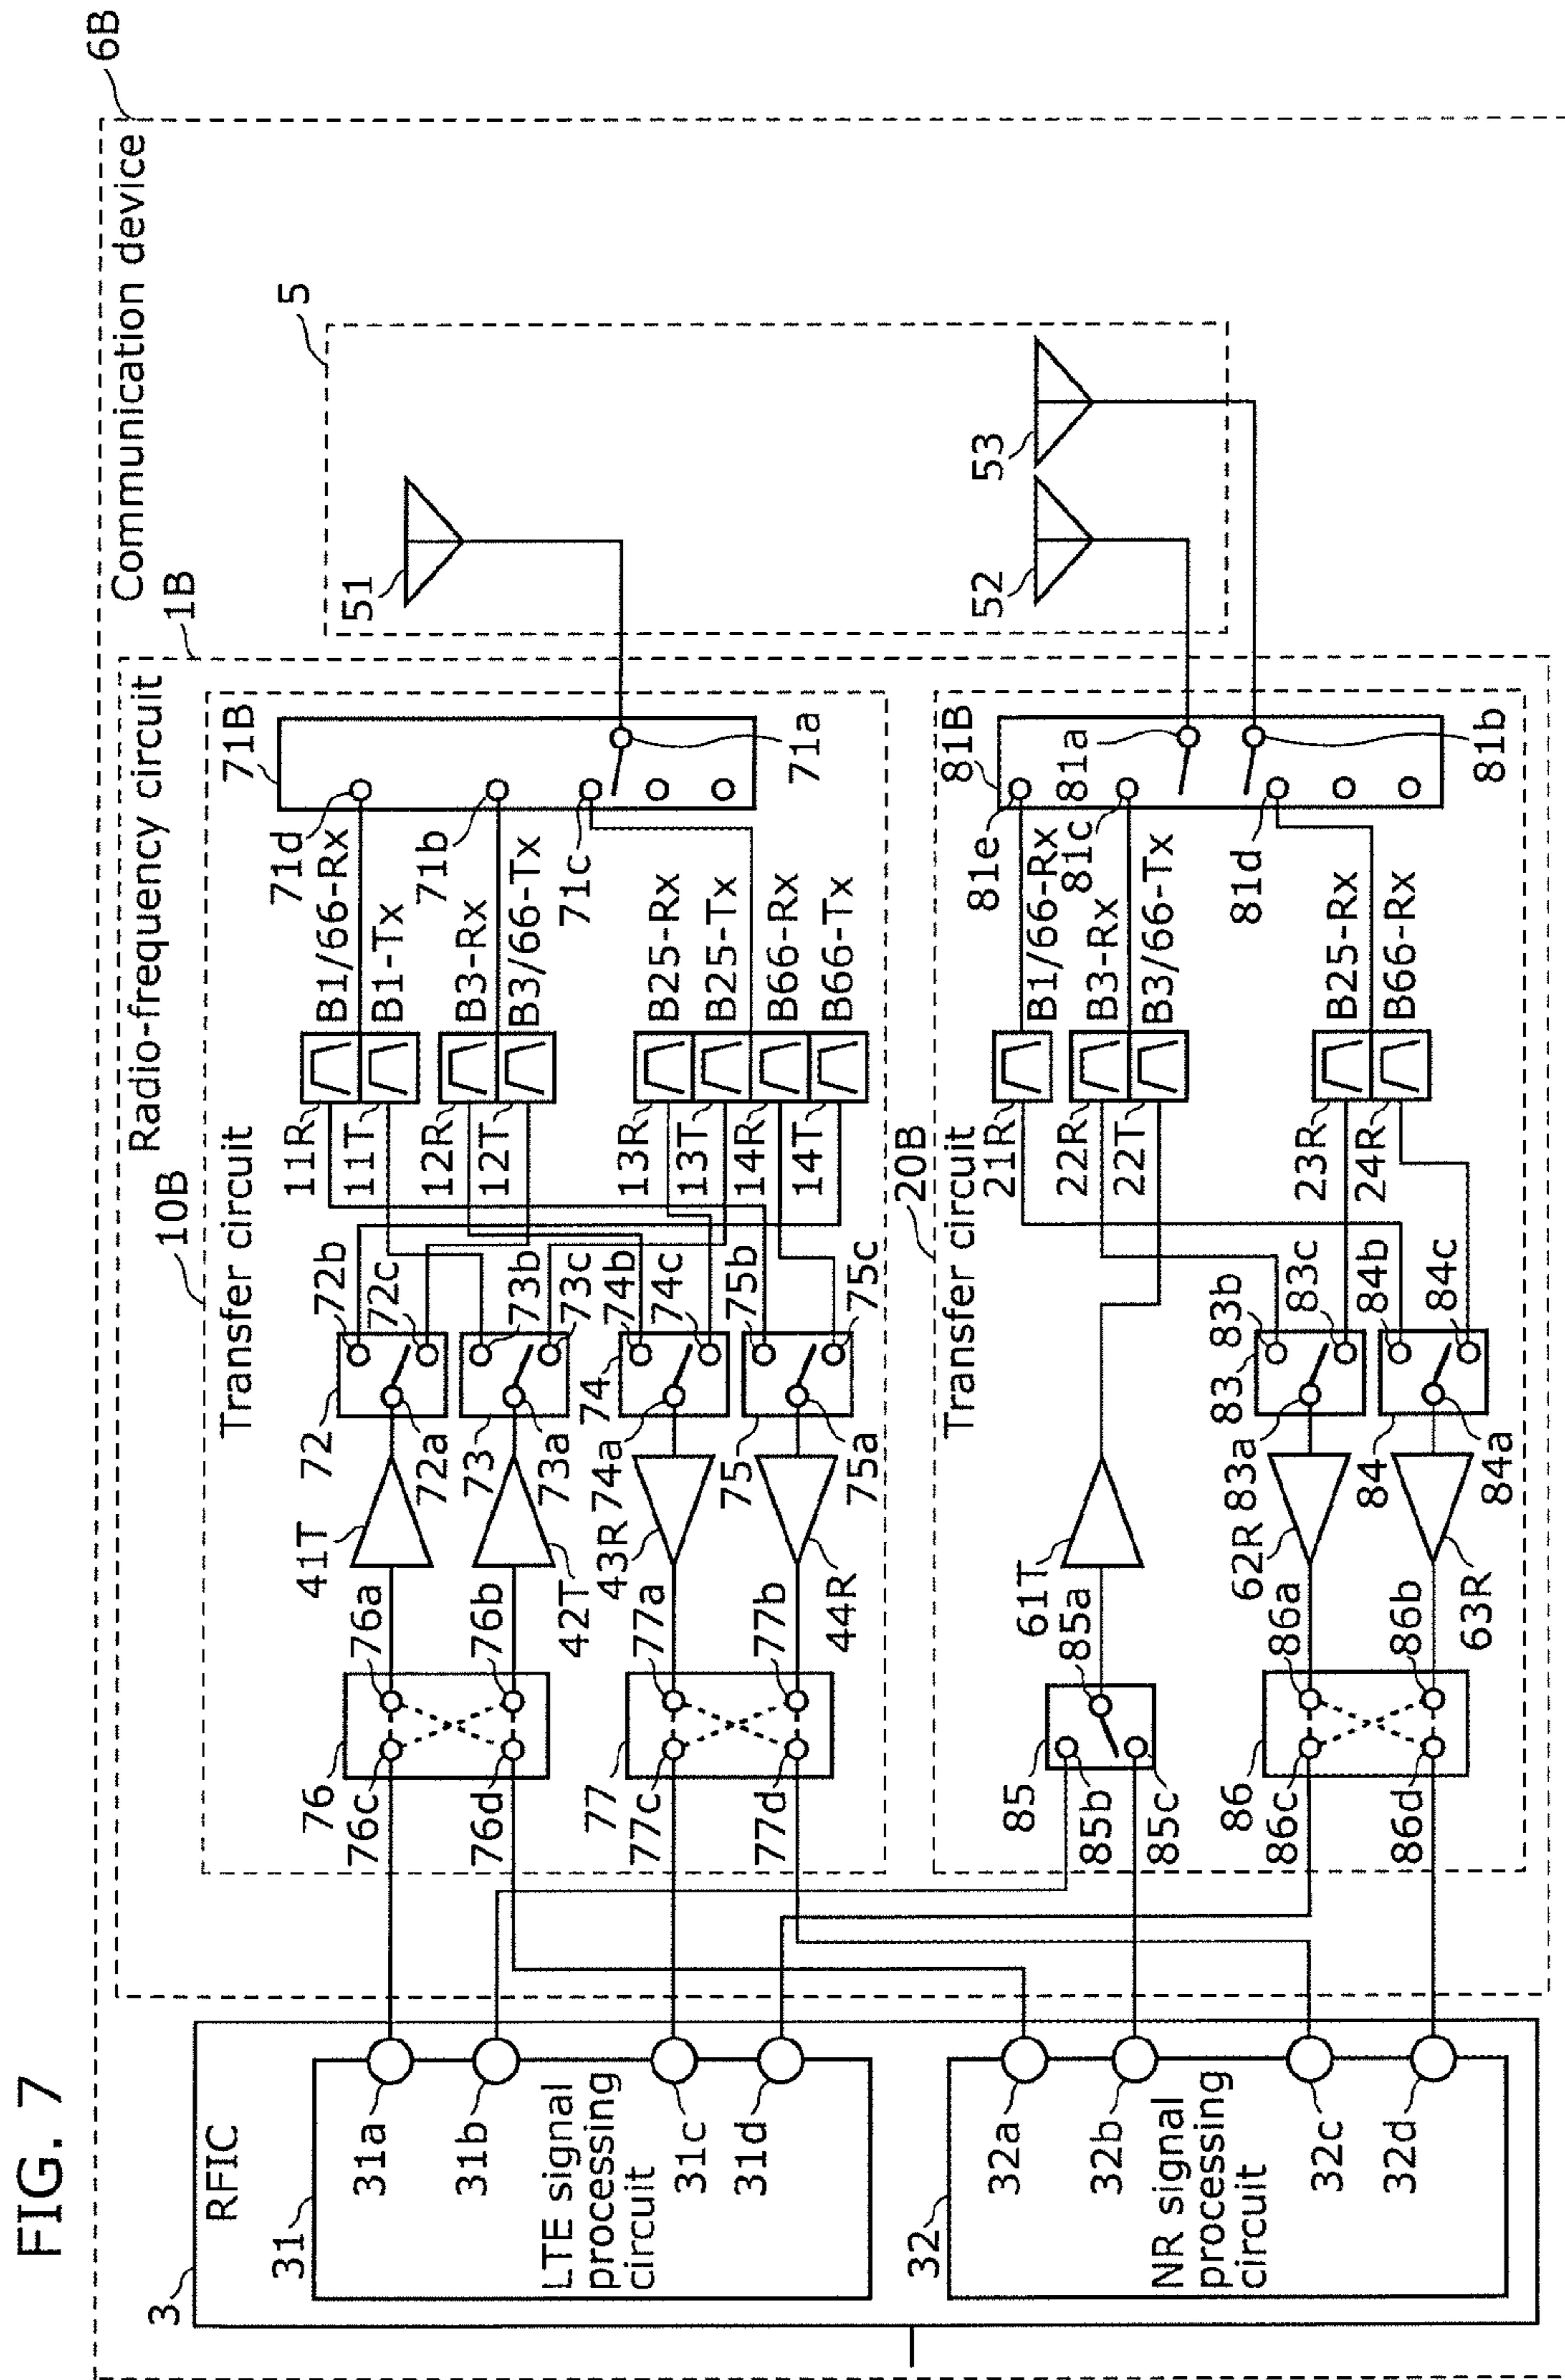 FIG. 7
6B
Communication device
1B
Radio-frequency circuit
5
3
RFIC
31
LTE signal
processing
circuit
31a
31b
31c
31d
32
NR signal
processing
circuit
32a
32b
32c
32d
10B
Transfer circuit
76
76c
76d
76a
76b
77
77c
77d
77a
77b
41T
42T
43R
44R
72
72a
72b
72c
73
73a
73b
73c
74
74a
74b
74c
75
75a
75b
75c
11R
11T
12R
12T
13R
13T
14R
14T
B1/66-Rx
B1-Tx
B3-Rx
B3/66-Tx
B25-Rx
B25-Tx
B66-Rx
B66-Tx
71B
71d
71b
71c
71a
51
20B
Transfer circuit
85
85b
85c
85a
86
86c
86d
86a
86b
61T
62R
63R
83
83a
83b
83c
84
84a
84b
84c
21R
22R
22T
23R
24R
B1/66-Rx
B3-Rx
B3/66-Tx
B25-Rx
B66-Rx
81B
81e
81c
81d
81a
81b
52
53